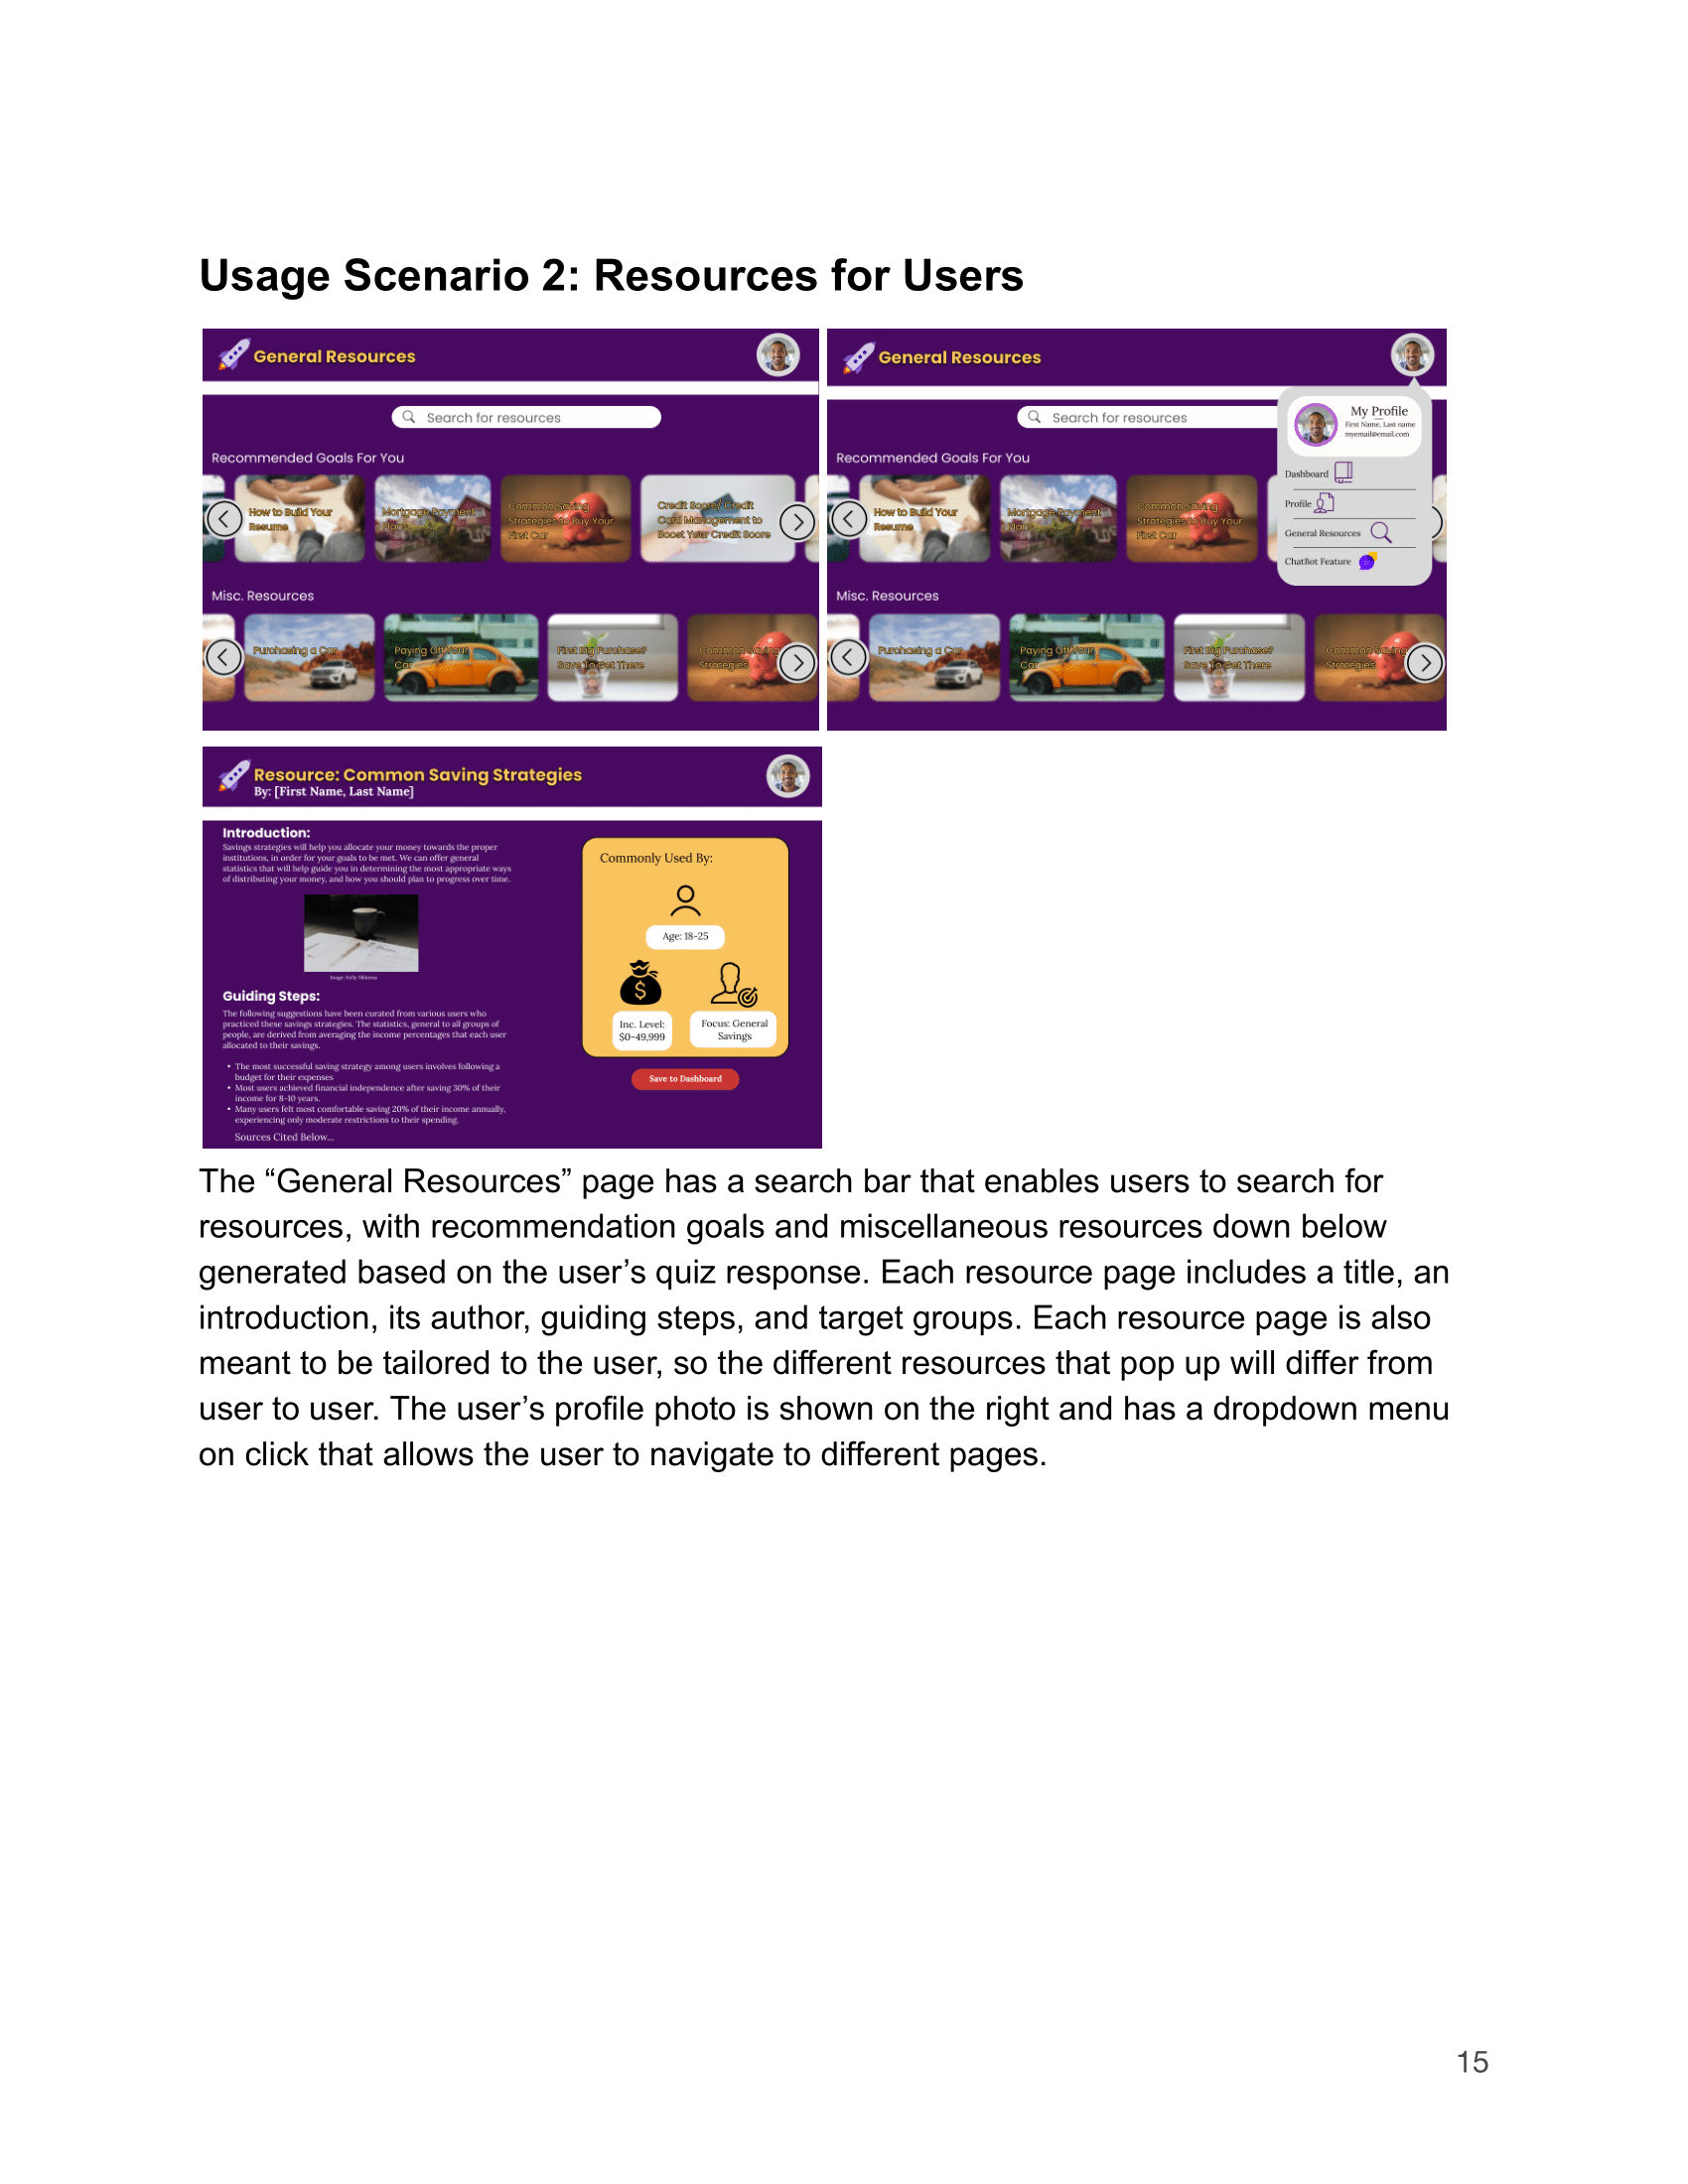 Usage Scenario 2: Resources for Users
General Resources
Search for resources
Recommended Goals For You
How to Build Your
Resume
Mortgage Payment
Plans
Common Saving
Strategies to Buy Your
First Car
Credit Score/ Credit
Card Management to
Boost Your Credit Score
Misc. Resources
Purchasing a Car
Paying Off Your
Car
First Big Purchase?
Save To Get There
Common Saving
Strategies
General Resources
Search for resources
My Profile
First Name, Last name
myemail@email.com
Dashboard
Profile
General Resources
ChatBot Feature
Recommended Goals For You
How to Build Your
Resume
Mortgage Payment
Plans
Common Saving
Strategies to Buy Your
First Car
Misc. Resources
Purchasing a Car
Paying Off Your
Car
First Big Purchase?
Save To Get There
Common Saving
Strategies
Resource: Common Saving Strategies
By: [First Name, Last Name]
Introduction:
Savings strategies will help you allocate your money towards the proper
institutions, in order for your goals to be met. We can offer general
statistics that will help guide you in determining the most appropriate ways
of distributing your money, and how you should plan to progress over time.
Guiding Steps:
The following suggestions have been curated from various users who
practiced these savings strategies. The statistics, general to all groups of
people, are derived from averaging the income percentages that each user
allocated to their savings.
• The most successful saving strategy among users involves following a
budget for their expenses
• Most users achieved financial independence after saving 30% of their
income for 8-10 years.
• Many users felt most comfortable saving 20% of their income annually,
experiencing only moderate restrictions to their spending.
Sources Cited Below...
Commonly Used By:
Age: 18-25
Inc. Level:
$0-49,999
Focus: General
Savings
Save to Dashboard
The “General Resources” page has a search bar that enables users to search for
resources, with recommendation goals and miscellaneous resources down below
generated based on the user’s quiz response. Each resource page includes a title, an
introduction, its author, guiding steps, and target groups. Each resource page is also
meant to be tailored to the user, so the different resources that pop up will differ from
user to user. The user’s profile photo is shown on the right and has a dropdown menu
on click that allows the user to navigate to different pages.
15